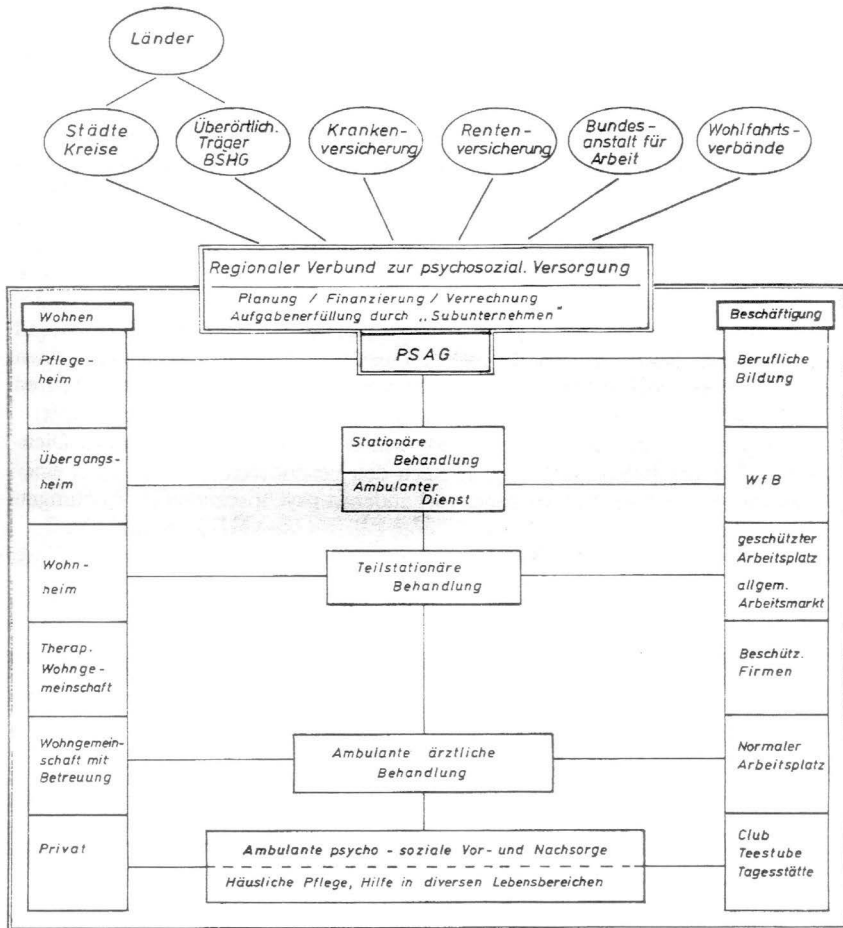 Länder
Städte
Kreise
Überörtlich.
Träger
BSHG
Kranken-
versicherung
Renten-
versicherung
Bundes-
anstalt für
Arbeit
Wohlfahrts-
verbände
Regionaler Verbund zur psychosozial. Versorgung
Planung / Finanzierung / Verrechnung
Aufgabenerfüllung durch „Subunternehmen"
PSAG
Wohnen
Pflege-
heim
Übergangs-
heim
Wohn-
heim
Therap.
Wohnge-
meinschaft
Wohngemein-
schaft mit
Betreuung
Privat
Stationäre
Behandlung
Ambulanter
Dienst
Teilstationäre
Behandlung
Ambulante ärztliche
Behandlung
Ambulante psycho - soziale Vor- und Nachsorge
Häusliche Pflege, Hilfe in diversen Lebensbereichen
Beschäftigung
Berufliche
Bildung
WfB
geschützter
Arbeitsplatz
allgem.
Arbeitsmarkt
Beschütz.
Firmen
Normaler
Arbeitsplatz
Club
Teestube
Tagesstätte